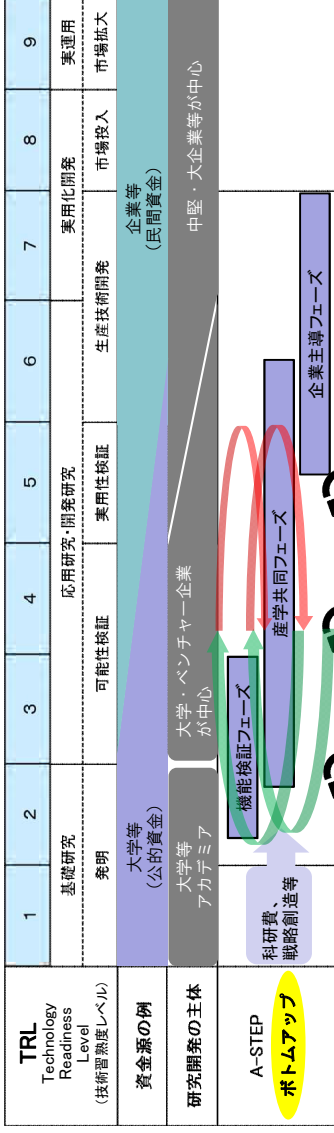 TRL
Technology
Readiness
Level
(技術習熟度レベル)
1
2
3
4
5
6
7
8
9
基礎研究
応用研究・開発研究
実用化開発
実運用
発明
可能性検証
実用性検証
生産技術開発
市場投入
市場拡大
資金源の例
大学等
(公的資金)
企業等
(民間資金)
研究開発の主体
大学等
アカデミア
大学・ベンチャー企業
が中心
中堅・大企業等が中心
A-STEP
ボトムアップ
科研費、
戦略創造等
機能検証フェーズ
産学共同フェーズ
企業主導フェーズ